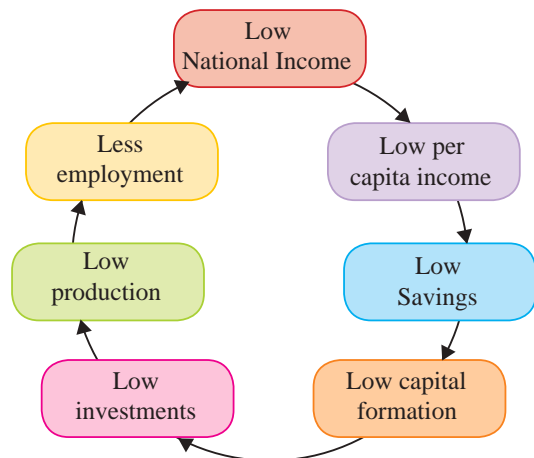 Low
National Income
Low per
capita income
Low
Savings
Low capital
formation
Low
investments
Low
production
Less
employment